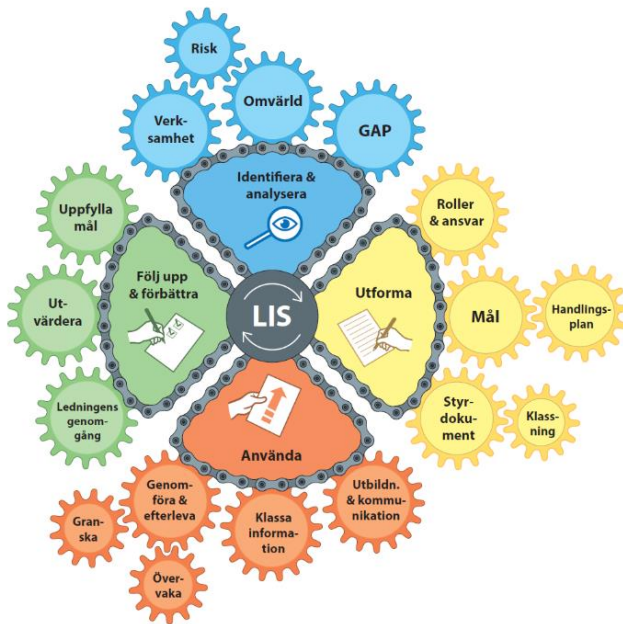 Risk
Omvärld
Verk-
samhet
GAP
Identifiera &
analysera
Uppfylla
mål
Roller
& ansvar
Följ upp
& förbättra
Utforma
Ut-
värdera
LIS
Mål
Handlings-
plan
Ledningens
genom-
gång
Styr-
doku-
ment
Klass-
ning
Använda
Genom-
föra &
efterleva
Utbildn.
& kommu-
nikation
Gran-
ska
Klassa
informa-
tion
Över-
vaka